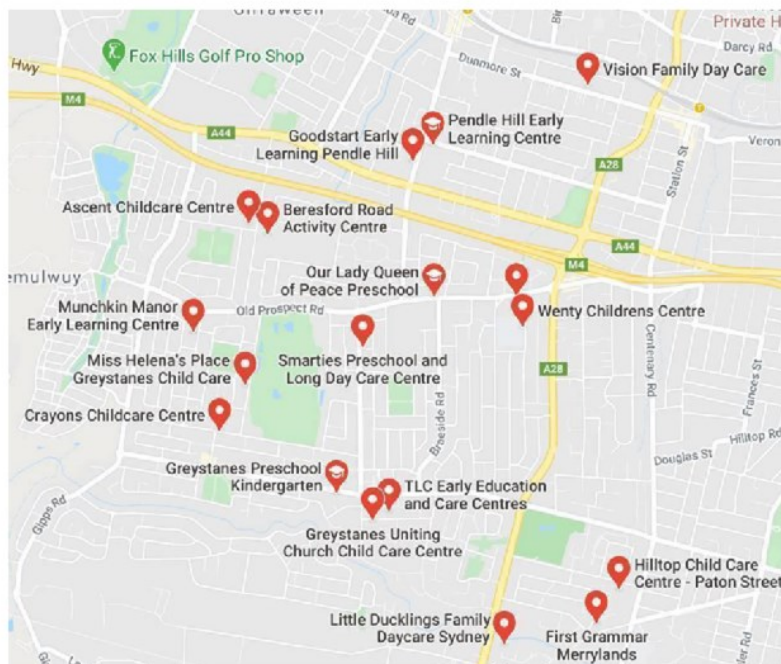 Private H
Darcy Rd
Fox Hills Golf Pro Shop
Hwy
M4
Dunmore St
Vision Family Day Care
A44
Goodstart Early
Learning Pendle Hill
Pendle Hill Early
Learning Centre
Station St
Veron
A28
Ascent Childcare Centre
Beresford Road
Activity Centre
A44
M4
emulwuy
Our Lady Queen
of Peace Preschool
Munchkin Manor
Early Learning Centre
Old Prospect Rd
Wenty Childrens Centre
Miss Helena's Place
Greystanes Child Care
Smarties Preschool and
Long Day Care Centre
A28
Centenary Rd
Frances St
Crayons Childcare Centre
Braeside Rd
Hilltop Rd
Douglas St
Greystanes Preschool
Kindergarten
TLC Early Education
and Care Centres
Gipps Rd
Greystanes Uniting
Church Child Care Centre
Hilltop Child Care
Centre - Paton Street
Little Ducklings Family
Daycare Sydney
First Grammar
Merrylands